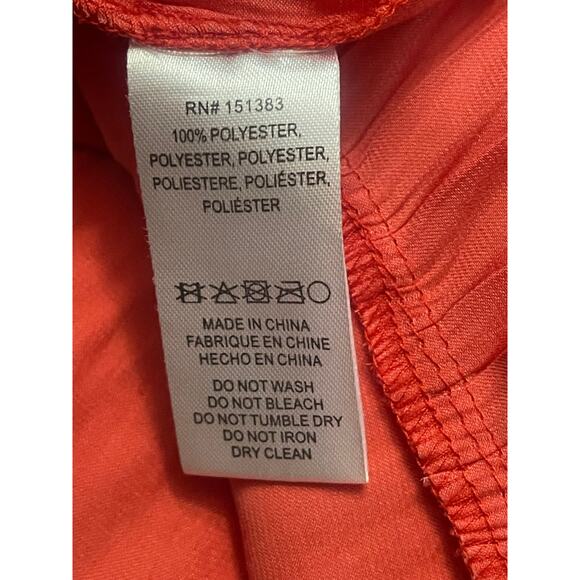 RN# 151383
100% POLYESTER,
POLYESTER, POLYESTER,
POLIESTERE, POLIÉSTER,
POLIÉSTER
MADE IN CHINA
FABRIQUE EN CHINE
HECHO EN CHINA
DO NOT WASH
DO NOT BLEACH
DO NOT TUMBLE DRY
DO NOT IRON
DRY CLEAN